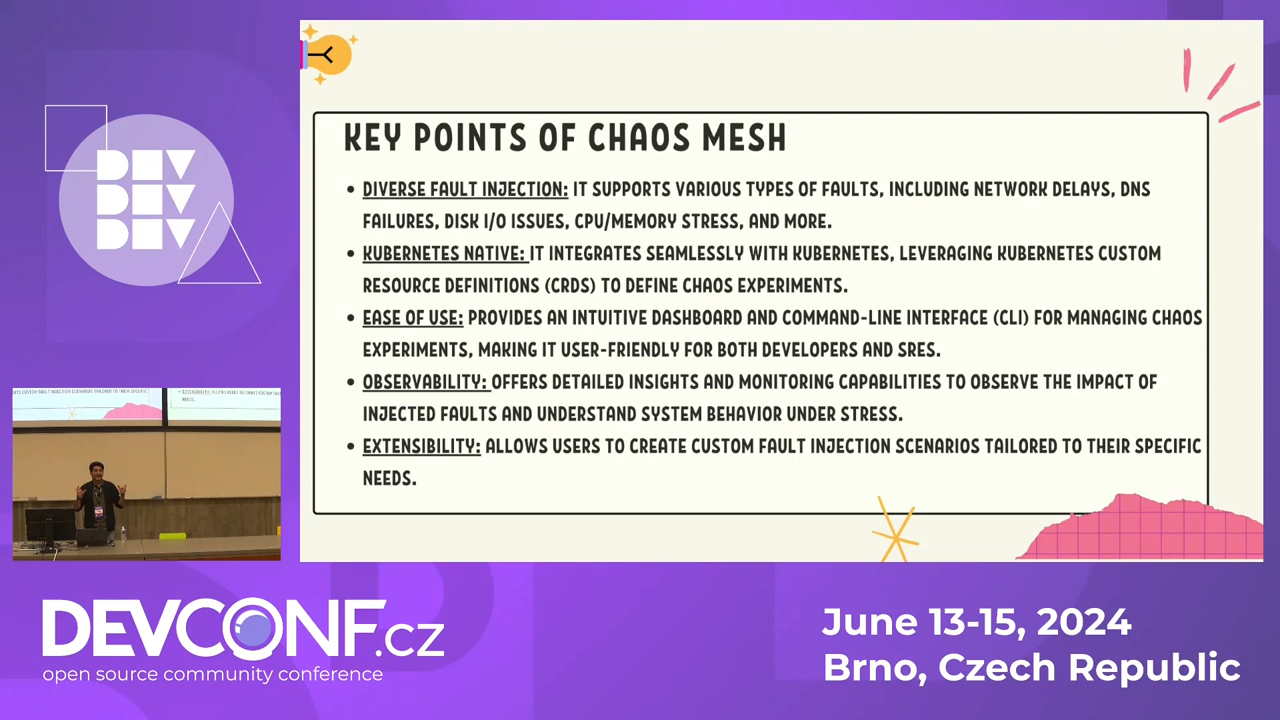 DEV
DEV
DEV
KEY POINTS OF CHAOS MESH
• DIVERSE FAULT INJECTION: IT SUPPORTS VARIOUS TYPES OF FAULTS, INCLUDING NETWORK DELAYS, DNS
FAILURES, DISK I/O ISSUES, CPU/MEMORY STRESS, AND MORE.
• KUBERNETES NATIVE: IT INTEGRATES SEAMLESSLY WITH KUBERNETES, LEVERAGING KUBERNETES CUSTOM
RESOURCE DEFINITIONS (CRDS) TO DEFINE CHAOS EXPERIMENTS.
• EASE OF USE: PROVIDES AN INTUITIVE DASHBOARD AND COMMAND-LINE INTERFACE (CLI) FOR MANAGING CHAOS
EXPERIMENTS, MAKING IT USER-FRIENDLY FOR BOTH DEVELOPERS AND SRES.
• OBSERVABILITY: OFFERS DETAILED INSIGHTS AND MONITORING CAPABILITIES TO OBSERVE THE IMPACT OF
INJECTED FAULTS AND UNDERSTAND SYSTEM BEHAVIOR UNDER STRESS.
• EXTENSIBILITY: ALLOWS USERS TO CREATE CUSTOM FAULT INJECTION SCENARIOS TAILORED TO THEIR SPECIFIC
NEEDS.
DEVCONF.cz
open source community conference
June 13-15, 2024
Brno, Czech Republic